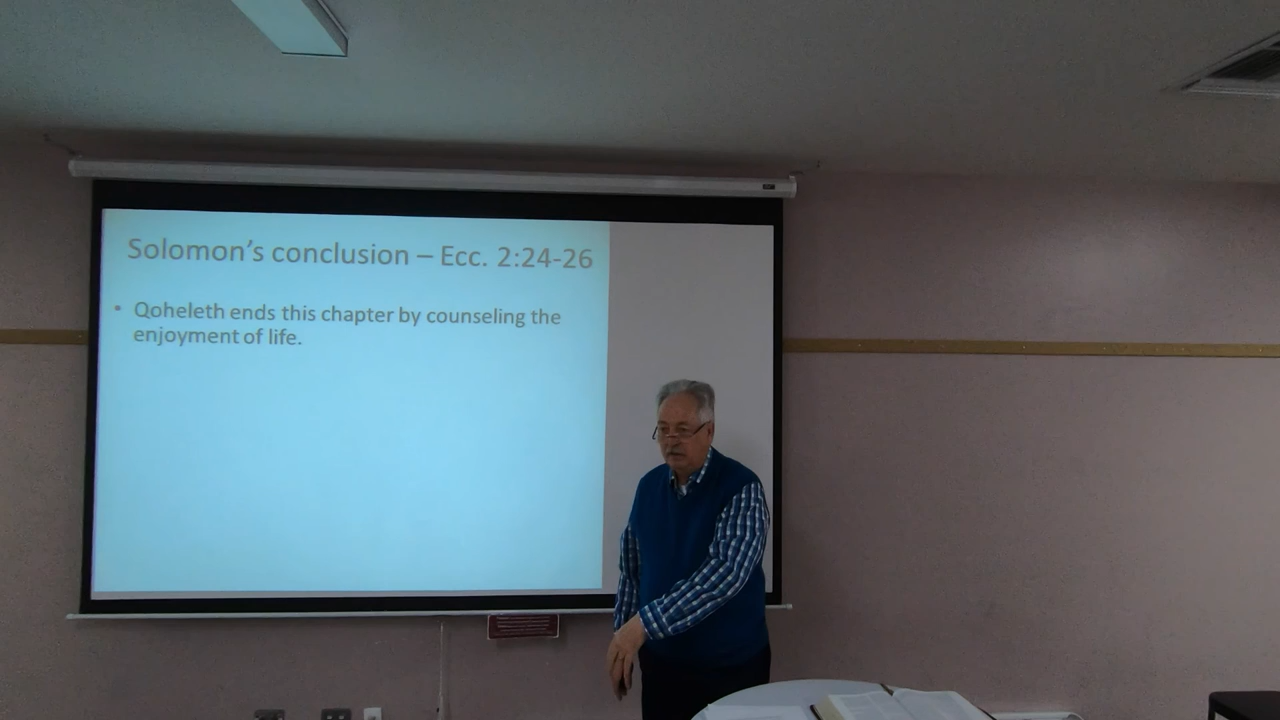 Solomon's conclusion – Ecc. 2:24-26
• Qoheleth ends this chapter by counseling the
enjoyment of life.